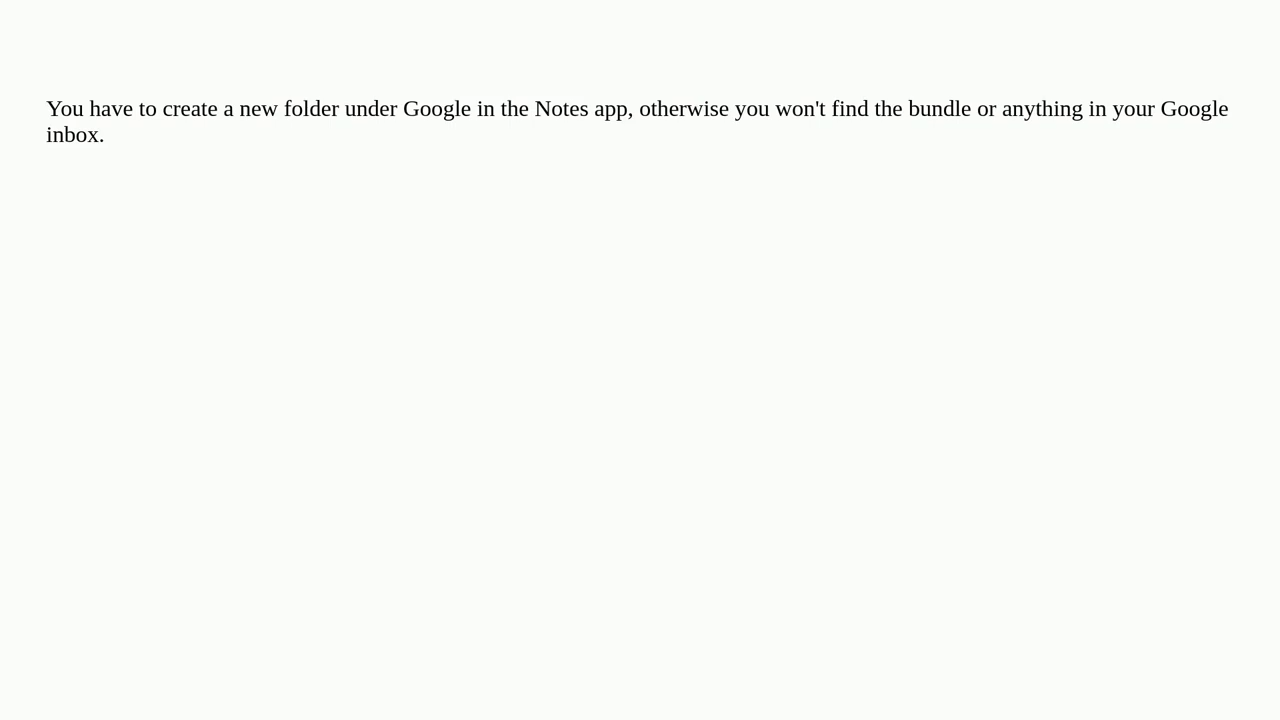 You have to create a new folder under Google in the Notes app, otherwise you won't find the bundle or anything in your Google
inbox.